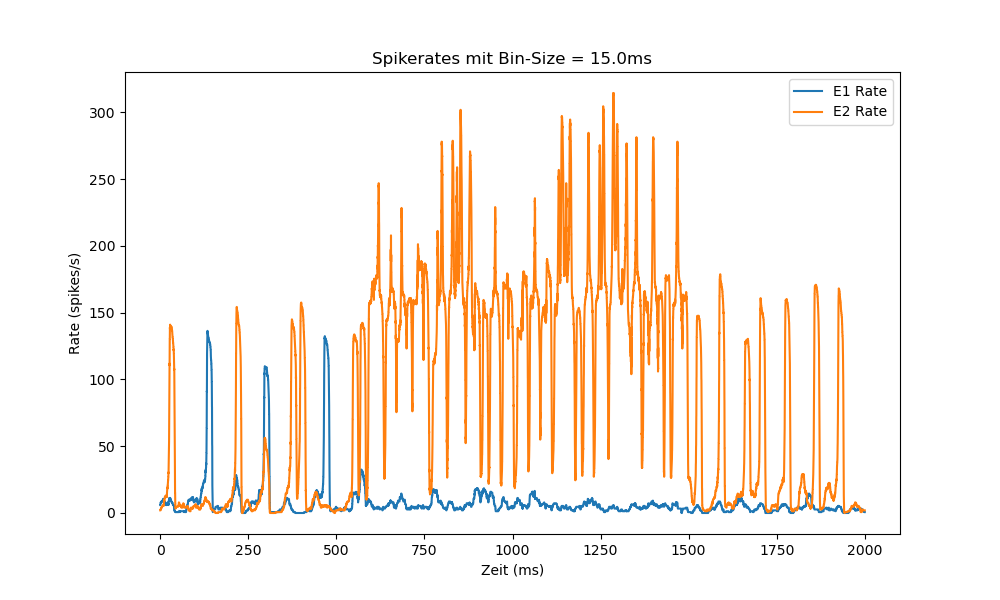 Spikerates mit Bin-Size = 15.0ms
E1 Rate
E2 Rate
300
250
200
150
100
50
0
Rate (spikes/s)
0 250 500 750 1000 1250 1500 1750 2000
Zeit (ms)